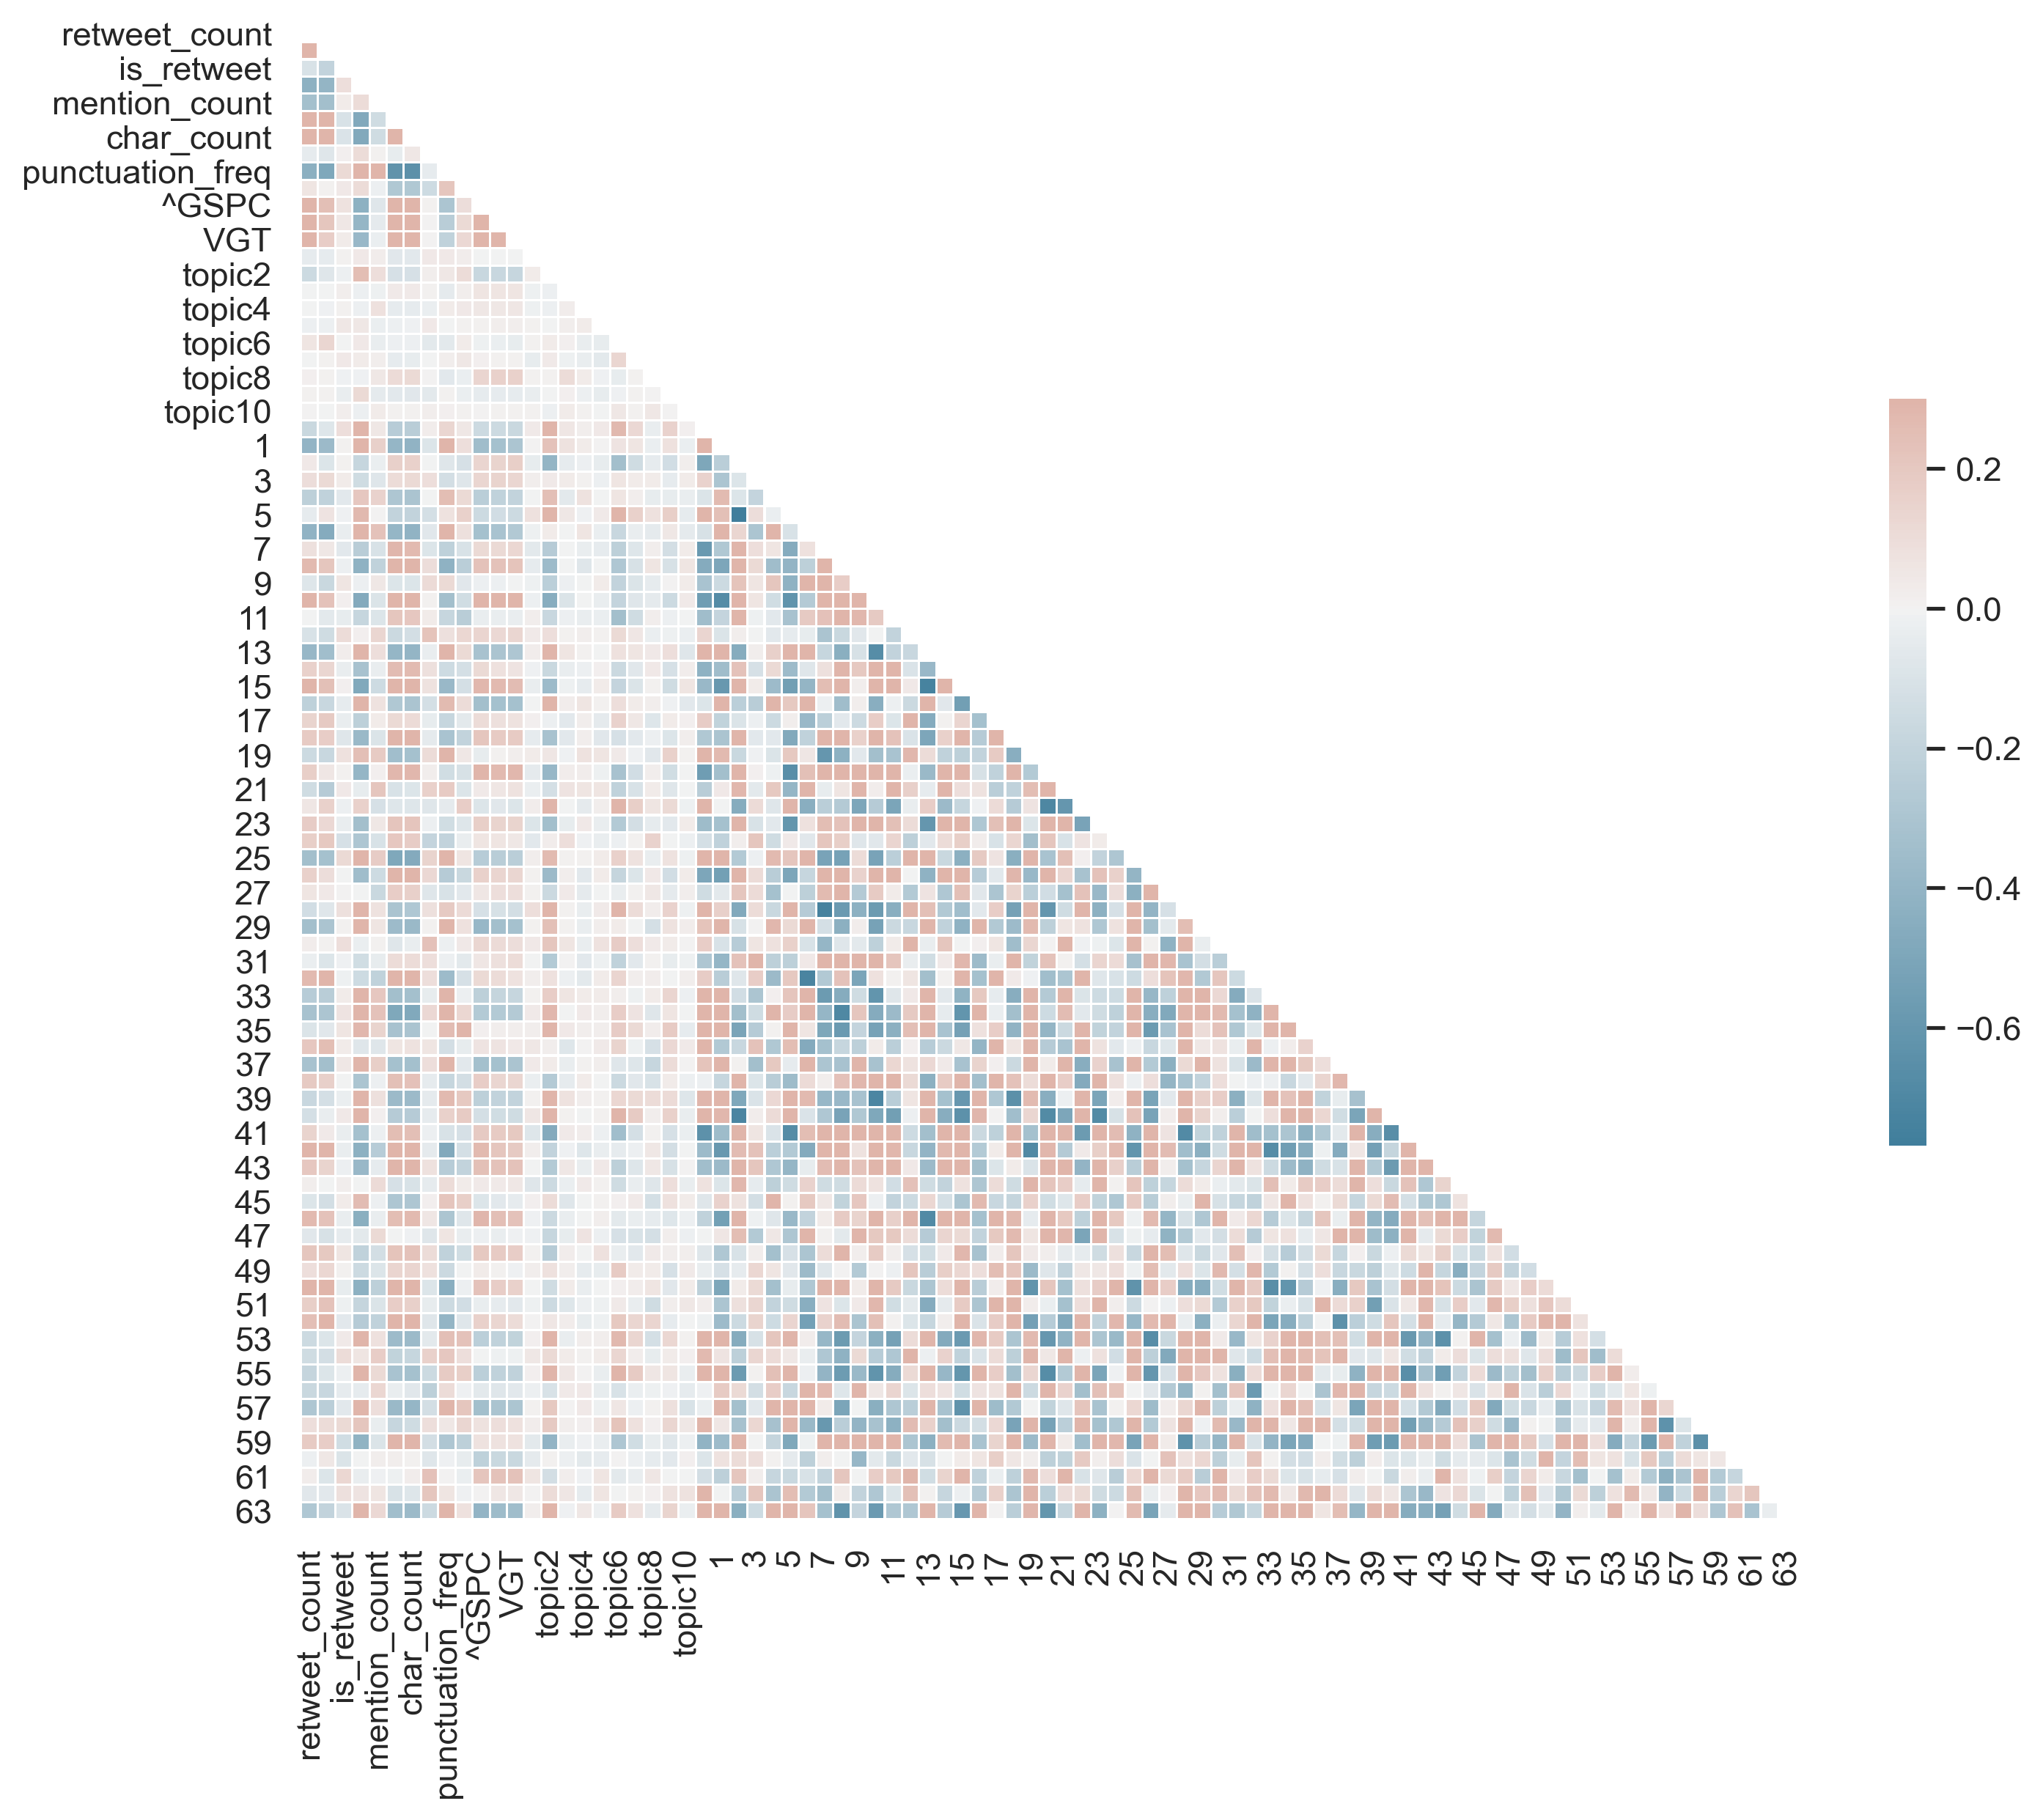 retweet_count
is_retweet
mention_count
char_count
punctuation_freq
^GSPC
VGT
topic2
topic4
topic6
topic8
topic10
1
3
5
7
9
11
13
15
17
19
21
23
25
27
29
31
33
35
37
39
41
43
45
47
49
51
53
55
57
59
61
63
0.2
0.0
−0.2
−0.4
−0.6
retweet_count
is_retweet
mention_count
char_count
punctuation_freq
^GSPC
VGT
topic2
topic4
topic6
topic8
topic10
1
3
5
7
9
11
13
15
17
19
21
23
25
27
29
31
33
35
37
39
41
43
45
47
49
51
53
55
57
59
61
63